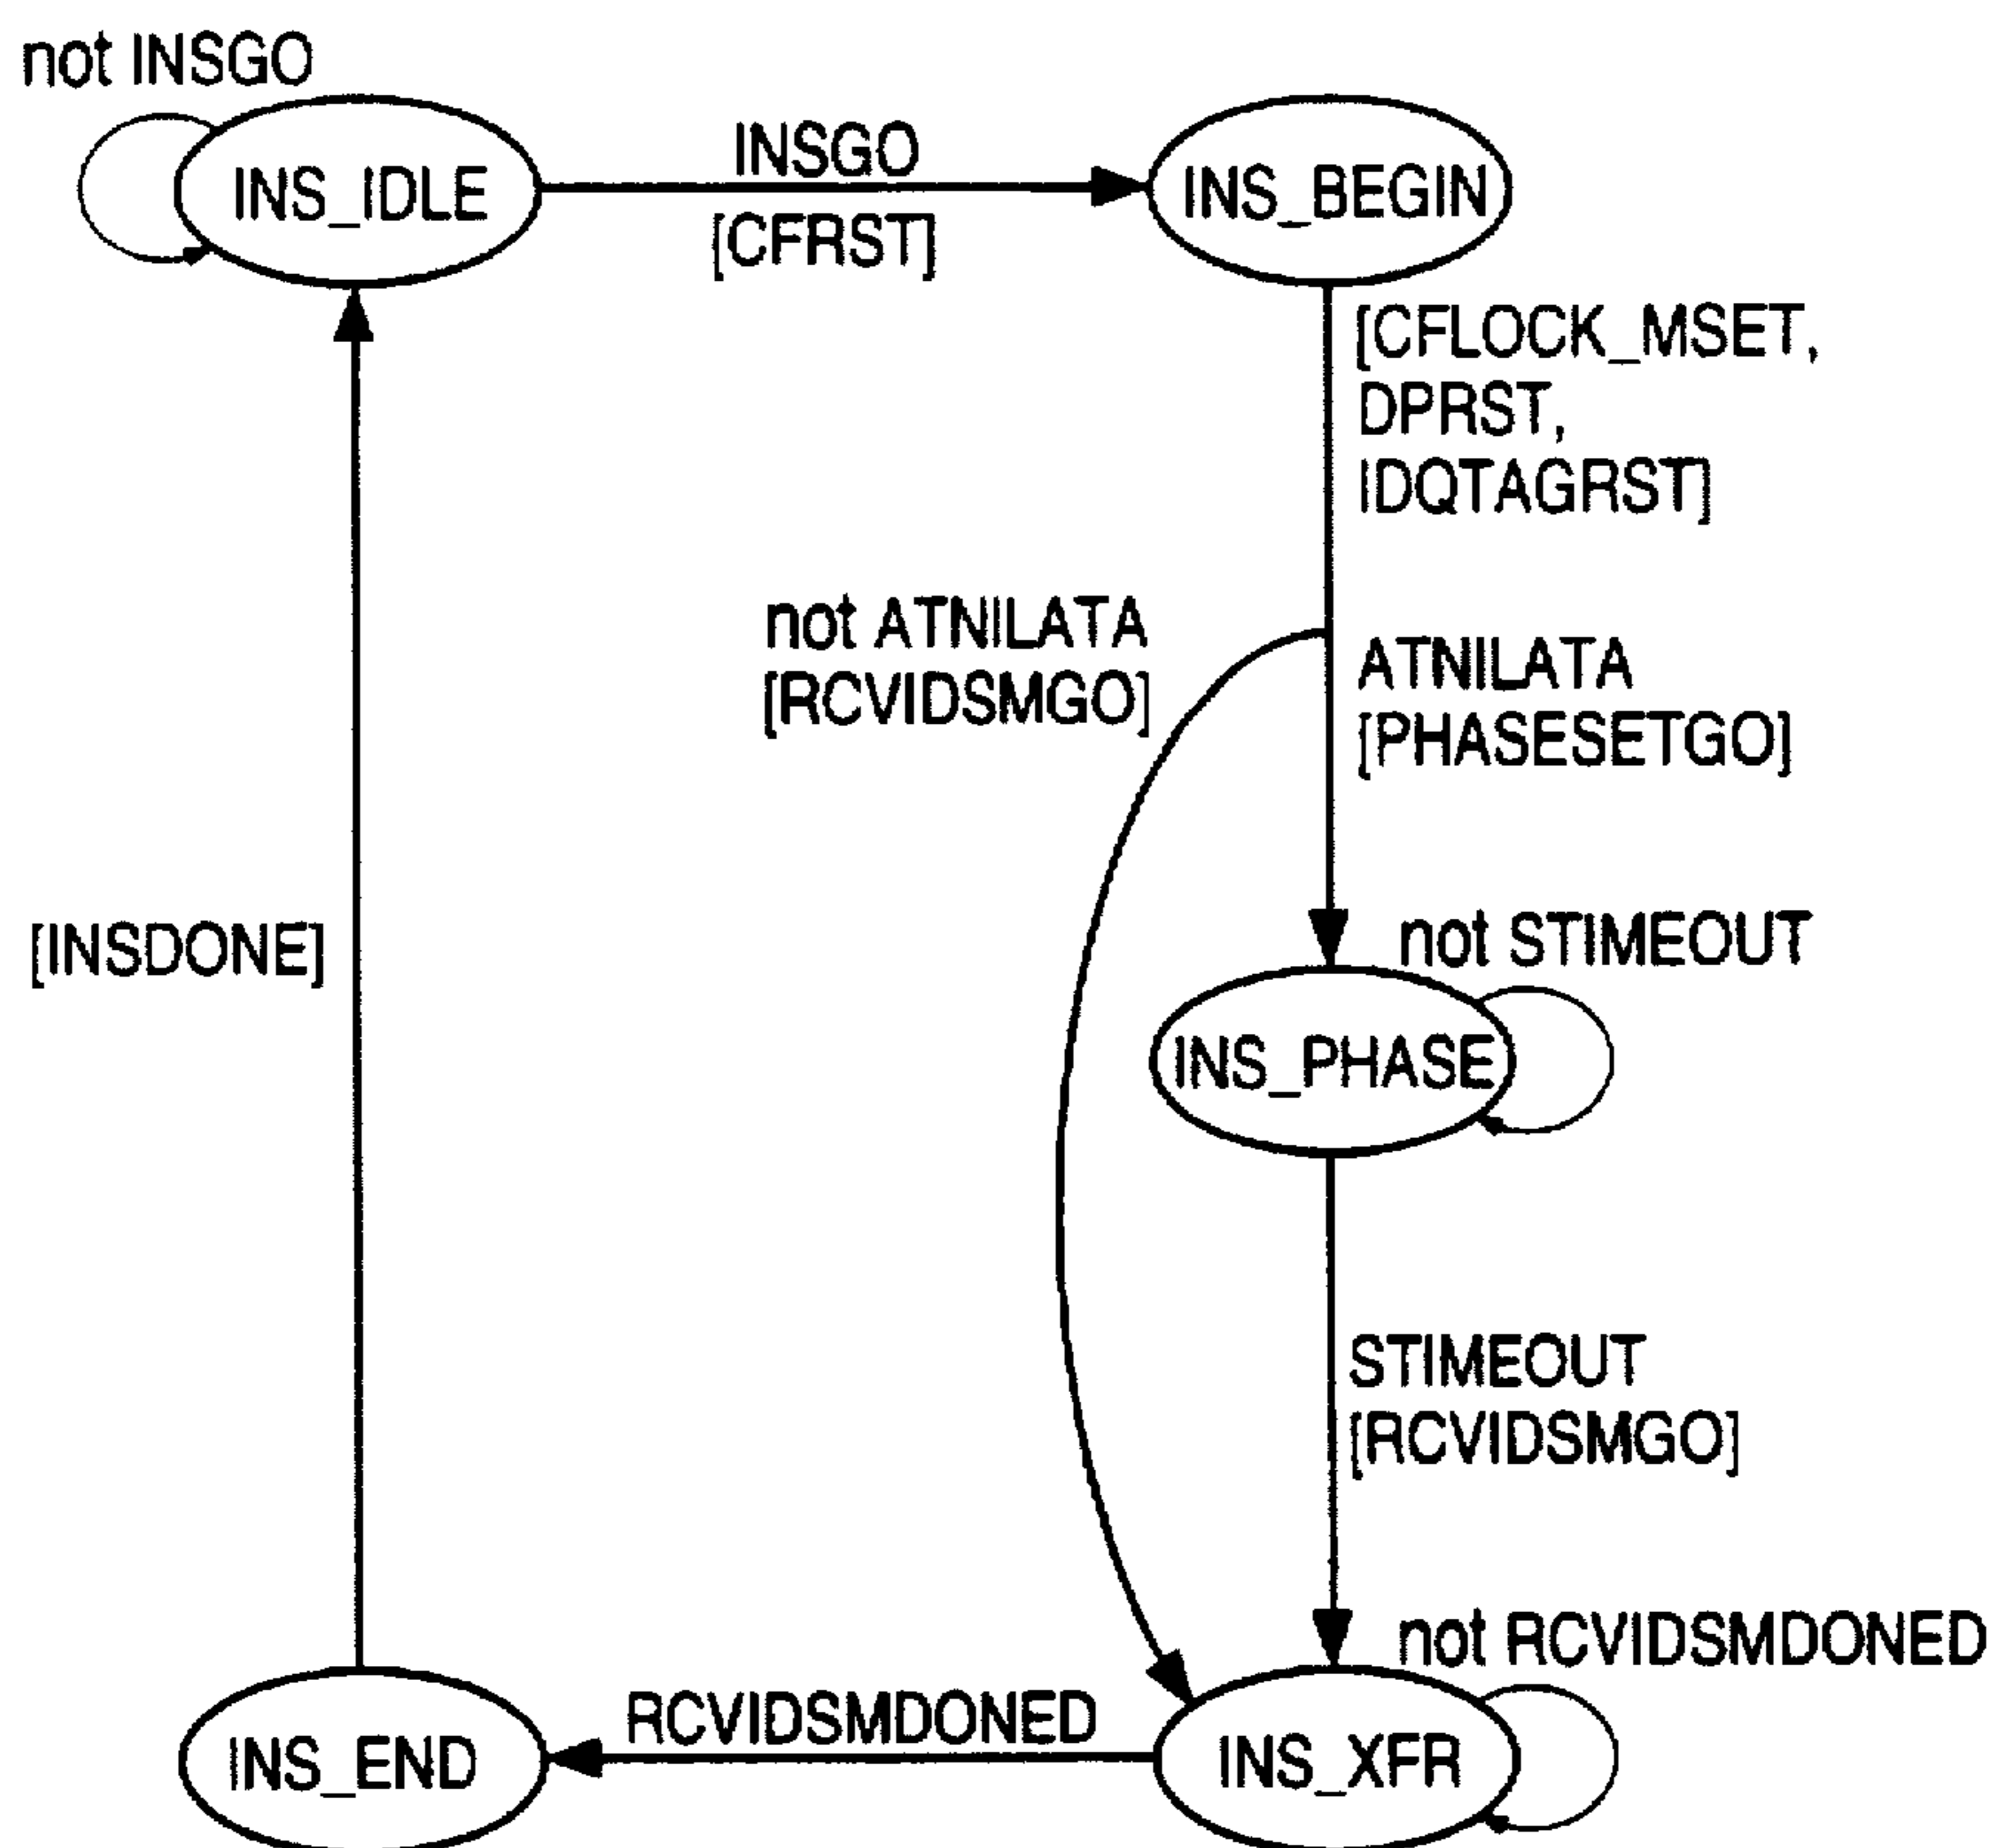 not INSGO
INS_IDLE
INSGO
[CFRST]
INS_BEGIN
[CFLOCK_MSET,
DPRST,
IDQTAGRST]
not ATNILATA
[RCVIDSMGO]
ATNILATA
[PHASESETGO]
[INSDONE]
not STIMEOUT
INS_PHASE
STIMEOUT
[RCVIDSMGO]
not RCVIDSMDONED
INS_END
RCVIDSMDONED
INS_XFR